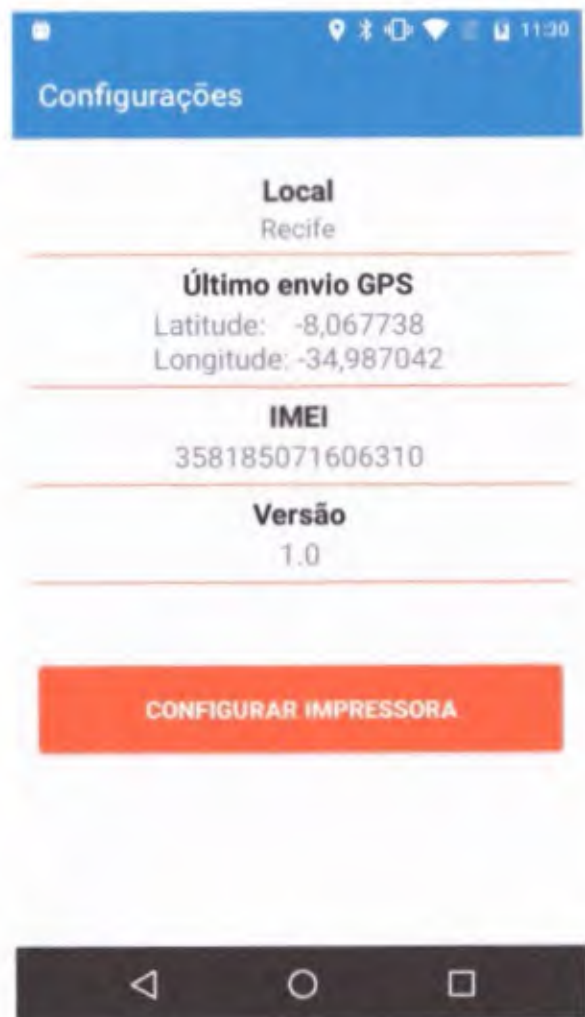 11:30
Configurações
Local
Recife
Último envio GPS
Latitude: -8,067738
Longitude: -34,987042
IMEI
358185071606310
Versão
1.0
CONFIGURAR IMPRESSORA